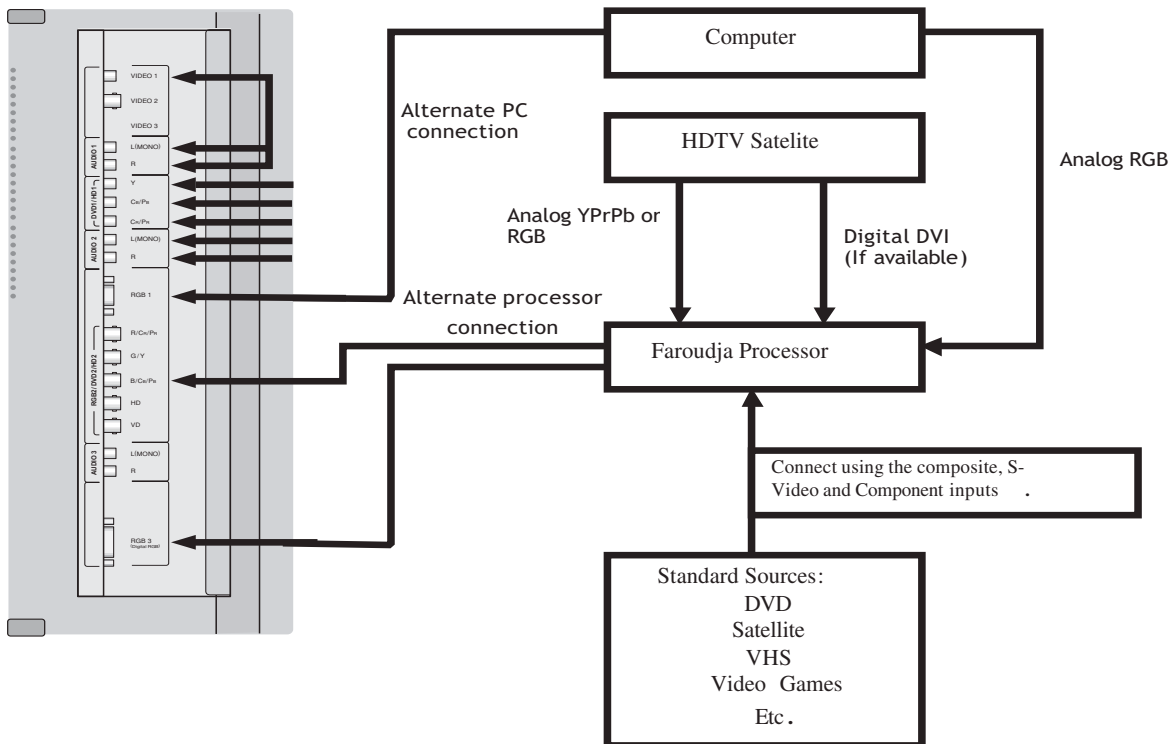 VIDEO 1
VIDEO 2
VIDEO 3
AUDIO 1
L(MONO)
R
DVD1/HD1
Y
CB/PB
CR/PR
AUDIO 2
L(MONO)
R
RGB 1
RGB2/DVD2/HD2
R/CR/PR
G/Y
B/CB/PB
HD
VD
AUDIO 3
L(MONO)
R
RGB 3
(Digital RGB)
Computer
Alternate PC
connection
HDTV Satelite
Analog RGB
Analog YPrPb or
RGB
Digital DVI
(If available)
Alternate processor
connection
Faroudja Processor
Connect using the composite, S-
Video and Component inputs .
Standard Sources:
DVD
Satellite
VHS
Video Games
Etc.